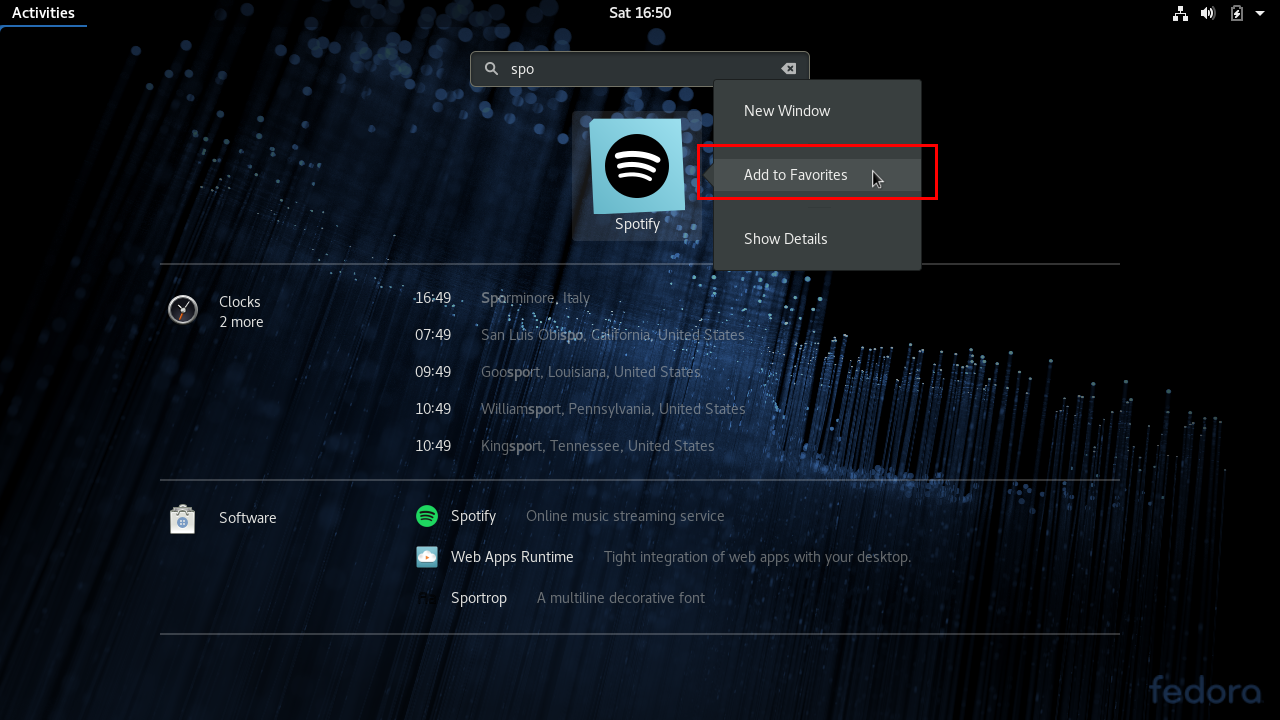 Activities
Sat 16:50
spo
New Window
Add to Favorites
Show Details
Spotify
Clocks
2 more
16:49 Sporminore, Italy
07:49 San Luis Obispo, California, United States
09:49 Goosport, Louisiana, United States
10:49 Williamsport, Pennsylvania, United States
10:49 Kingsport, Tennessee, United States
Software
Spotify Online music streaming service
Web Apps Runtime Tight integration of web apps with your desktop.
Sportrop A multiline decorative font
fedora